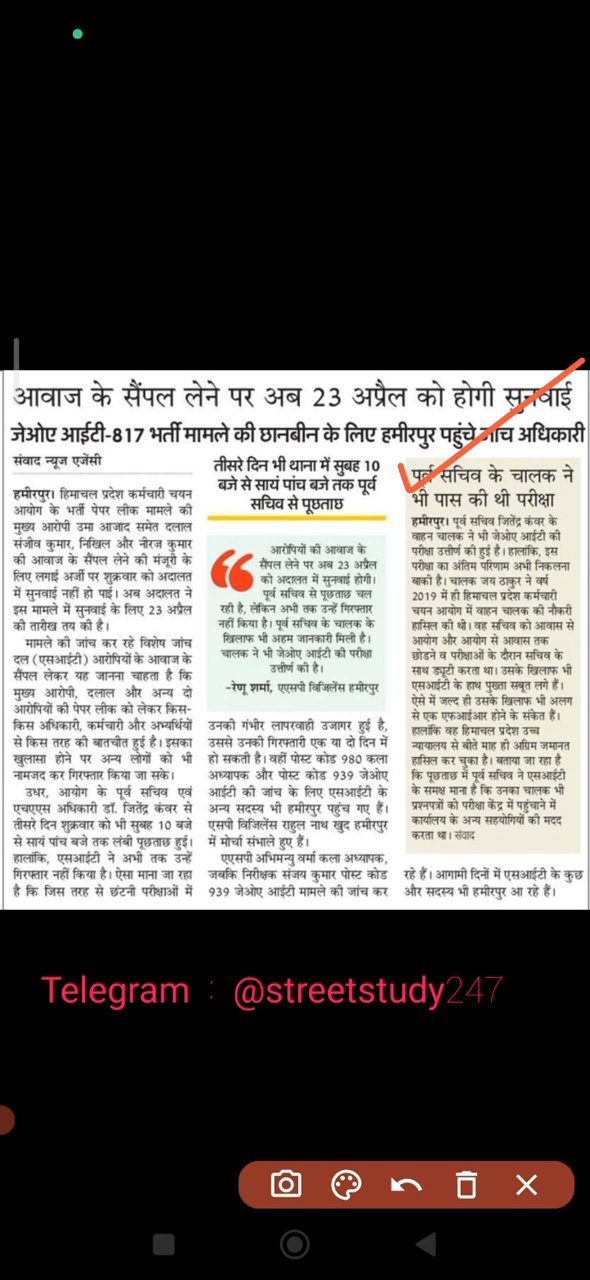 आवाज के सैंपल लेने पर अब 23 अप्रैल को होगी सुनवाई
जेओए आईटी-817 भर्ती मामले की छानबीन के लिए हमीरपुर पहुंचे जांच अधिकारी
संवाद न्यूज एजेंसी
हमीरपुर। हिमाचल प्रदेश कर्मचारी चयन
आयोग के भर्ती पेपर लीक मामले की
मुख्य आरोपी उमा आजाद समेत दलाल
संजीव कुमार, निखिल और नीरज कुमार
की आवाज के सैंपल लेने की मंजूरी के
लिए लगाई अर्जी पर शुक्रवार को अदालत
में सुनवाई नहीं हो पाई। अब अदालत ने
इस मामले में सुनवाई के लिए 23 अप्रैल
की तारीख तय की है।
मामले की जांच कर रहे विशेष जांच
दल (एसआईटी) आरोपियों के आवाज के
सैंपल लेकर यह जानना चाहता है कि
मुख्य आरोपी, दलाल और अन्य दो
आरोपियों की पेपर लीक को लेकर किस-
किस अधिकारी, कर्मचारी और अभ्यर्थियों
से किस तरह की बातचीत हुई है। इसका
खुलासा होने पर अन्य लोगों को भी
नामजद कर गिरफ्तार किया जा सके।
उधर, आयोग के पूर्व सचिव एवं
एचएएस अधिकारी डॉ. जितेंद्र कंवर से
तीसरे दिन शुक्रवार को भी सुबह 10 बजे
से सायं पांच बजे तक लंबी पूछताछ हुई।
हालांकि, एसआईटी ने अभी तक उन्हें
गिरफ्तार नहीं किया है। ऐसा माना जा रहा
है कि जिस तरह से छंटनी परीक्षाओं में
तीसरे दिन भी थाना में सुबह 10
बजे से सायं पांच बजे तक पूर्व
सचिव से पूछताछ
आरोपियों की आवाज के
सैंपल लेने पर अब 23 अप्रैल
को अदालत में सुनवाई होगी।
पूर्व सचिव से पूछताछ चल
रही है, लेकिन अभी तक उन्हें गिरफ्तार
नहीं किया है। पूर्व सचिव के चालक के
खिलाफ भी अहम जानकारी मिली है।
चालक ने भी जेओए आईटी की परीक्षा
उत्तीर्ण की है।
-रेणू शर्मा, एएसपी विजिलेंस हमीरपुर
उनकी गंभीर लापरवाही उजागर हुई है,
उससे उनकी गिरफ्तारी एक या दो दिन में
हो सकती है। वहीं पोस्ट कोड 980 कला
अध्यापक और पोस्ट कोड 939 जेओए
आईटी की जांच के लिए एसआईटी के
अन्य सदस्य भी हमीरपुर पहुंच गए हैं।
एसपी विजिलेंस राहुल नाथ खुद हमीरपुर
में मोर्चा संभाले हुए हैं।
एएसपी अभिमन्यु वर्मा कला अध्यापक,
जबकि निरीक्षक संजय कुमार पोस्ट कोड
939 जेओए आईटी मामले की जांच कर
पूर्व सचिव के चालक ने
भी पास की थी परीक्षा
हमीरपुर। पूर्व सचिव जितेंद्र कंवर के
वाहन चालक ने भी जेओए आईटी की
परीक्षा उत्तीर्ण की हुई है। हालांकि, इस
परीक्षा का अंतिम परिणाम अभी निकलना
बाकी है। चालक जय ठाकुर ने वर्ष
2019 में ही हिमाचल प्रदेश कर्मचारी
चयन आयोग में वाहन चालक की नौकरी
हासिल की थी। वह सचिव को आवास से
आयोग और आयोग से आवास तक
छोडने व परीक्षाओं के दौरान सचिव के
साथ ड्यूटी करता था। उसके खिलाफ भी
एसआईटी के हाथ पुख्ता सबूत लगे हैं।
ऐसे में जल्द ही उसके खिलाफ भी अलग
से एक एफआईआर होने के संकेत हैं।
हालांकि वह हिमाचल प्रदेश उच्च
न्यायालय से बीते माह ही अग्रिम जमानत
हासिल कर चुका है। बताया जा रहा है
कि पूछताछ में पूर्व सचिव ने एसआईटी
के समक्ष माना है कि उनका चालक भी
प्रश्नपत्रों को परीक्षा केंद्र में पहुंचाने में
कार्यालय के अन्य सहयोगियों की मदद
करता था। संवाद
रहे हैं। आगामी दिनों में एसआईटी के कुछ
और सदस्य भी हमीरपुर आ रहे हैं।
Telegram : @streetstudy247